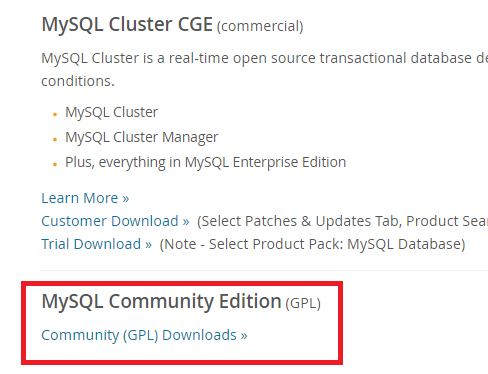 MySQL Cluster CGE (commercial)
MySQL Cluster is a real-time open source transactional database de
conditions.
MySQL Cluster
MySQL Cluster Manager
Plus, everything in MySQL Enterprise Edition
Learn More »
Customer Download » (Select Patches & Updates Tab, Product Sear
Trial Download » (Note - Select Product Pack: MySQL Database)
MySQL Community Edition (GPL)
Community (GPL) Downloads »